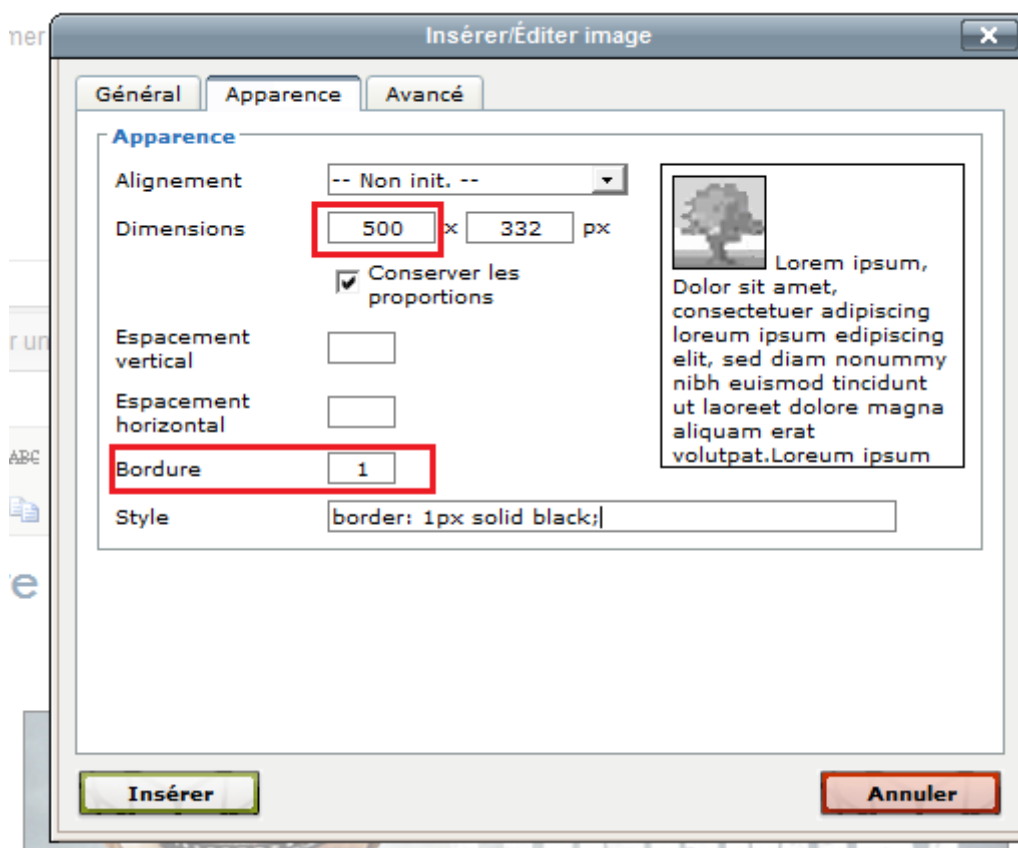 Insérer/Éditer image
Général Apparence Avancé
Apparence
Alignement -- Non init. --
Dimensions 500 x 332 px
Conserver les
proportions
Espacement
vertical
Espacement
horizontal
Bordure 1
Style border: 1px solid black;
Lorem ipsum,
Dolor sit amet,
consectetuer adipiscing
loreum ipsum edipiscing
elit, sed diam nonummy
nibh euismod tincidunt
ut laoreet dolore magna
aliquam erat
volutpat.Loreum ipsum
Insérer Annuler
ABC